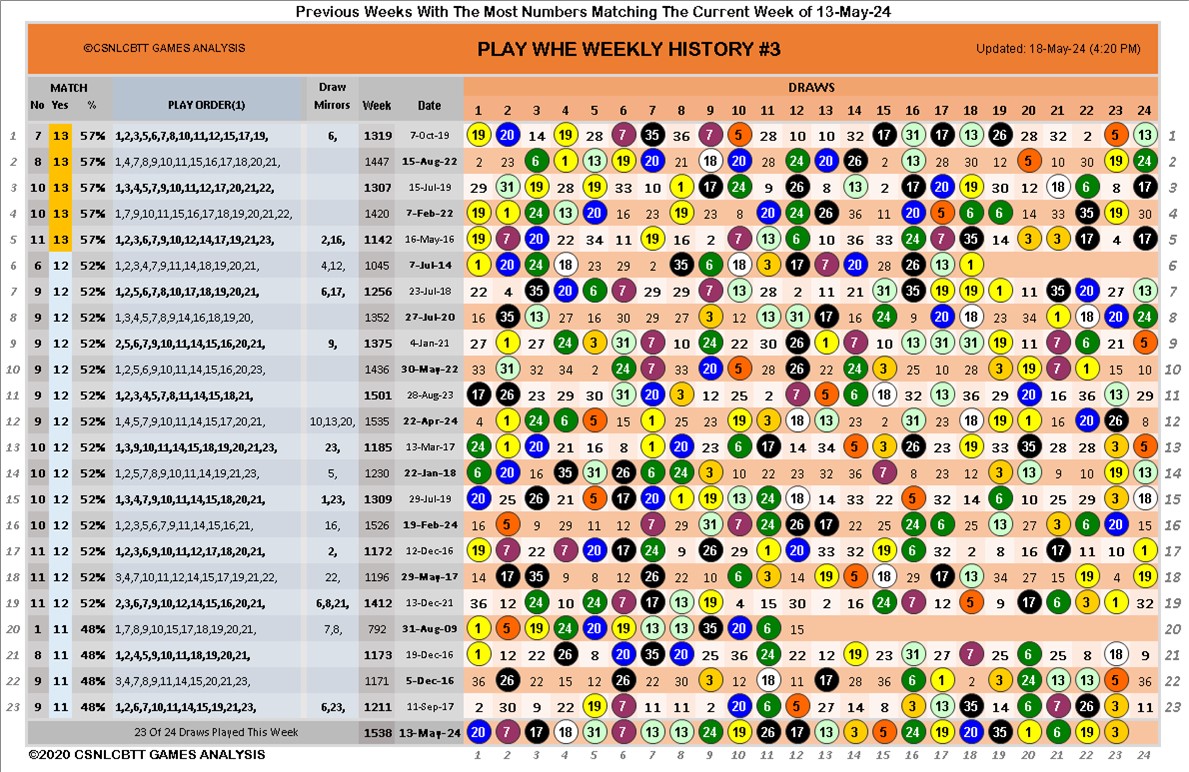 Previous Weeks With The Most Numbers Matching The Current Week of 13-May-24
©CSNLCBTT GAMES ANALYSIS PLAY WHE WEEKLY HISTORY #3 Updated: 18-May-24 (4:20 PM)
MATCH Draw DRAWS
No Yes % PLAY ORDER(1) Mirrors Week Date 1 2 3 4 5 6 7 8 9 10 11 12 13 14 15 16 17 18 19 20 21 22 23 24
1 7 13 57% 1,2,3,5,6,7,8,10,11,12,15,17,19, 6, 1319 7-Oct-19 19 20 14 19 28 7 35 36 7 5 28 10 10 32 17 31 17 13 26 28 32 2 5 13 1
2 8 13 57% 1,4,7,8,9,10,11,15,16,17,18,20,21, 1447 15-Aug-22 2 23 6 1 13 19 20 21 18 20 12 24 20 26 2 13 28 30 12 5 10 30 19 24 2
3 10 13 57% 1,3,4,5,7,9,10,11,12,17,20,21,22, 1307 15-Jul-19 29 31 19 28 19 33 10 1 17 24 9 26 8 13 2 17 20 19 30 12 18 6 8 17 3
4 10 13 57% 1,7,9,10,11,15,16,17,18,19,20,21,22, 1420 7-Feb-22 19 1 24 13 20 16 23 19 23 8 20 24 26 36 11 20 5 6 6 14 33 35 19 30 4
5 11 13 57% 1,2,3,6,7,9,10,12,14,17,19,21,23, 2,16, 1142 16-May-16 19 7 20 22 34 11 19 16 2 7 13 6 10 36 33 24 7 35 14 3 3 17 4 17 5
6 6 12 52% 1,2,3,4,7,9,11,14,18,19,20,21, 4,12, 1045 7-Jul-14 1 20 24 18 23 29 2 35 6 18 3 17 7 20 28 26 13 1 6
7 9 12 52% 1,2,5,6,7,8,10,17,18,19,20,21, 6,17, 1256 23-Jul-18 22 4 35 20 6 7 29 29 7 13 28 2 11 21 31 35 19 19 1 11 35 20 27 13 7
8 9 12 52% 1,2,4,5,7,8,9,14,16,18,19,20, 1352 27-Jul-20 16 35 13 27 16 30 29 27 3 12 13 31 17 16 24 9 20 18 23 34 1 18 20 24 8
9 9 12 52% 2,5,6,7,9,10,11,14,15,16,20,21, 9, 1375 4-Jan-21 27 1 27 24 3 31 7 10 24 22 30 26 1 7 10 13 31 31 19 11 7 6 21 5 9
10 9 12 52% 1,2,5,6,7,9,10,11,15,16,20,23, 1436 30-May-22 33 31 32 34 2 24 7 33 20 5 28 26 22 24 3 25 10 28 3 19 7 1 15 10 10
11 9 12 52% 1,2,3,4,5,7,8,11,14,15,18,21, 1501 28-Aug-23 17 26 23 29 30 31 20 3 12 25 2 7 5 6 18 32 13 36 29 20 16 36 13 29 11
12 9 12 52% 1,2,4,5,7,9,10,11,14,15,17,20,21, 10,13,20, 1535 22-Apr-24 4 1 24 6 5 15 1 25 22 19 3 18 13 23 2 31 22 18 19 1 16 20 26 8 12
13 10 12 52% 1,3,9,10,11,14,15,18,19,20,21,23, 23, 1185 13-Mar-17 24 1 20 21 16 8 1 20 23 6 17 14 34 5 3 26 23 19 33 35 28 28 3 5 13
14 10 12 52% 1,2,5,7,8,9,10,11,14,19,21,23, 5, 1230 22-Jan-18 6 20 16 35 31 26 6 24 3 10 22 23 32 16 7 8 14 12 3 13 9 10 19 13 14
15 10 12 52% 1,3,4,7,9,10,11,14,15,18,20,21, 1,23, 1309 29-Jul-19 20 25 26 21 5 17 20 1 19 13 24 18 14 33 22 5 32 14 6 10 25 29 3 18 15
16 10 12 52% 1,2,3,5,6,7,9,11,14,15,16,21, 16, 1526 19-Feb-24 16 5 9 29 11 12 7 29 31 7 24 26 17 22 25 24 6 25 13 27 3 6 20 15 16
17 11 12 52% 1,2,3,6,9,10,11,12,17,18,20,21, 2, 1172 12-Dec-16 19 7 22 7 20 17 24 9 26 29 1 20 33 32 19 6 32 2 8 16 17 11 10 1 17
18 11 12 52% 3,4,7,10,11,12,14,15,17,19,21,22, 22, 1196 29-May-17 14 17 35 9 8 12 26 22 10 6 3 14 19 5 18 29 17 13 34 27 15 19 4 19 18
19 11 12 52% 2,3,6,7,9,10,12,14,15,16,20,21, 6,8,21, 1412 13-Dec-21 36 12 24 10 24 6 17 13 19 4 15 30 2 16 24 7 12 5 9 17 6 3 1 32 19
20 1 11 48% 1,7,8,9,10,15,17,18,19,20,21, 7,8, 792 31-Aug-09 1 5 19 24 20 19 13 13 35 20 6 15 20
21 8 11 48% 1,2,4,5,9,10,11,18,19,20,21, 1173 19-Dec-16 1 12 22 26 8 20 35 20 25 36 24 22 12 19 23 31 27 7 25 6 25 8 18 9 21
22 9 11 48% 1,2,7,8,9,11,14,15,20,21,23, 1171 5-Dec-16 36 26 22 15 12 26 22 30 3 12 18 11 17 28 36 6 1 2 3 24 13 13 5 36 22
23 9 11 48% 1,2,6,7,10,11,14,15,19,21,23, 6,23, 1211 11-Sep-17 2 30 9 22 19 7 11 11 2 20 6 5 27 14 8 3 13 35 14 6 7 26 3 11 23
23 Of 24 Draws Played This Week 1538 13-May-24 20 7 17 18 31 7 13 13 24 19 26 17 13 3 5 24 19 20 35 1 6 19 3
©2020 CSNLCBTT GAMES ANALYSIS 1 2 3 4 5 6 7 8 9 10 11 12 13 14 15 16 17 18 19 20 21 22 23 24